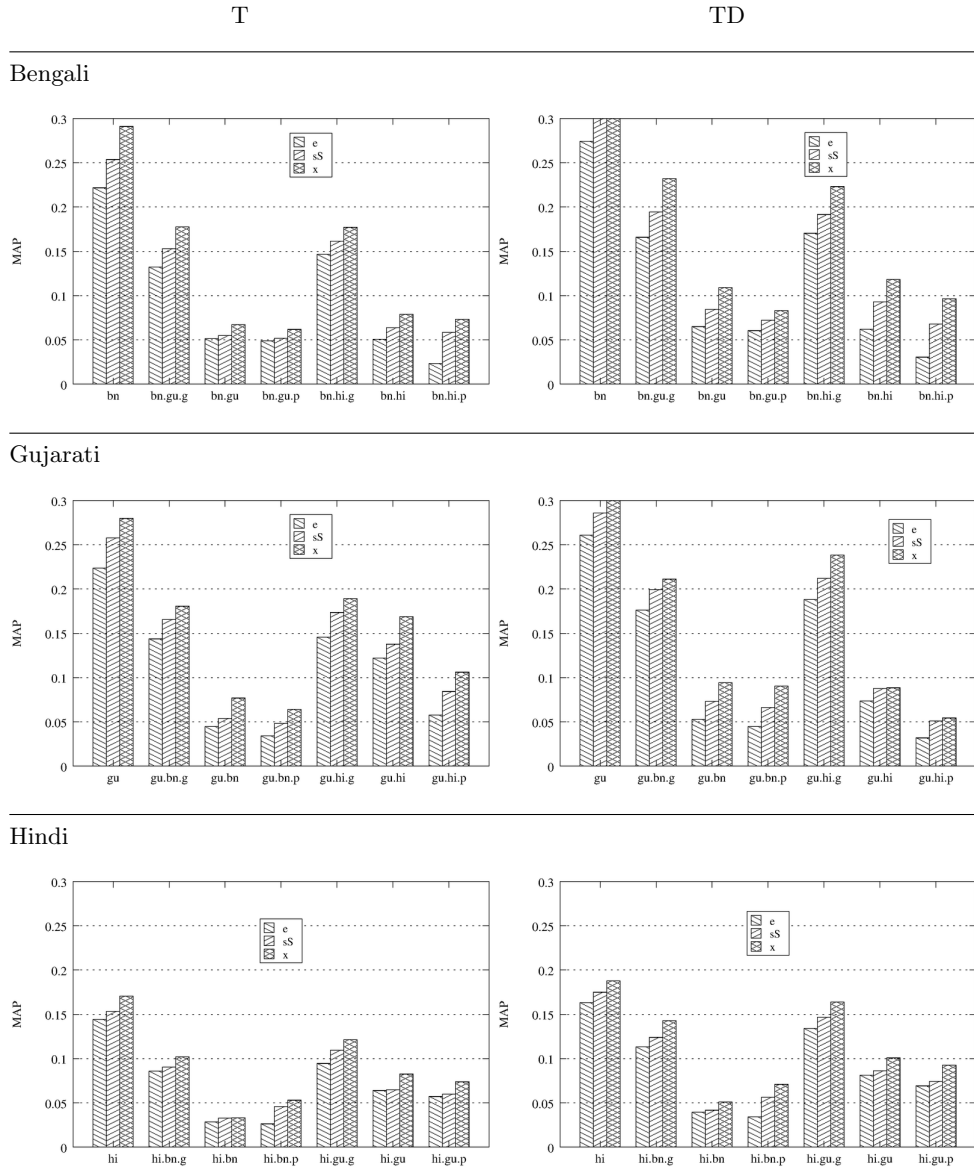 T TD
Bengali
0.3
0.25
0.2
0.15
0.1
0.05
0
MAP
e
sS
x
bn bn.gu.g bn.gu bn.gu.p bn.hi.g bn.hi bn.hi.p
0.3
0.25
0.2
0.15
0.1
0.05
0
MAP
e
sS
x
bn bn.gu.g bn.gu bn.gu.p bn.hi.g bn.hi bn.hi.p
Gujarati
0.3
0.25
0.2
0.15
0.1
0.05
0
MAP
e
sS
x
gu gu.bn.g gu.bn gu.bn.p gu.hi.g gu.hi gu.hi.p
0.3
0.25
0.2
0.15
0.1
0.05
0
MAP
e
sS
x
gu gu.bn.g gu.bn gu.bn.p gu.hi.g gu.hi gu.hi.p
Hindi
0.3
0.25
0.2
0.15
0.1
0.05
0
MAP
e
sS
x
hi hi.bn.g hi.bn hi.bn.p hi.gu.g hi.gu hi.gu.p
0.3
0.25
0.2
0.15
0.1
0.05
0
MAP
e
sS
x
hi hi.bn.g hi.bn hi.bn.p hi.gu.g hi.gu hi.gu.p